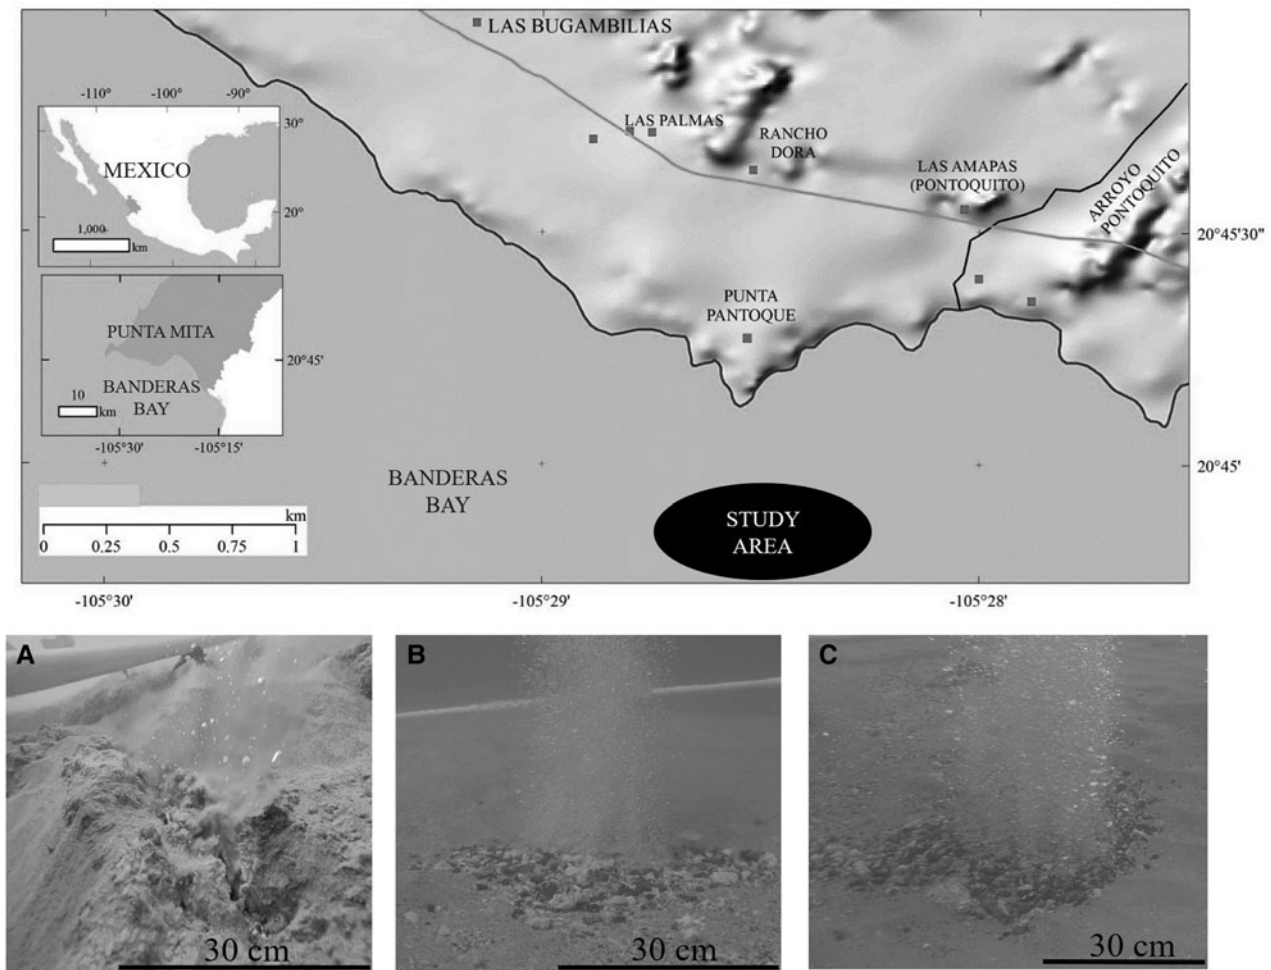 LAS BUGAMBILIAS
-110°
-100°
-90°
30°
MEXICO
20°
1,000
km
LAS PALMAS
RANCHO
DORA
LAS AMAPAS
(PONTOQUITO)
ARROYO
PONTOQUITO
20°45'30"
PUNTA
PANTOQUE
PUNTA MITA
20°45'
BANDERAS
BAY
10
km
-105°30'
-105°15'
BANDERAS
BAY
20°45'
STUDY
AREA
km
0 0.25 0.5 0.75 1
-105°30'
-105°29'
-105°28'
A
B
C
30 cm
30 cm
30 cm